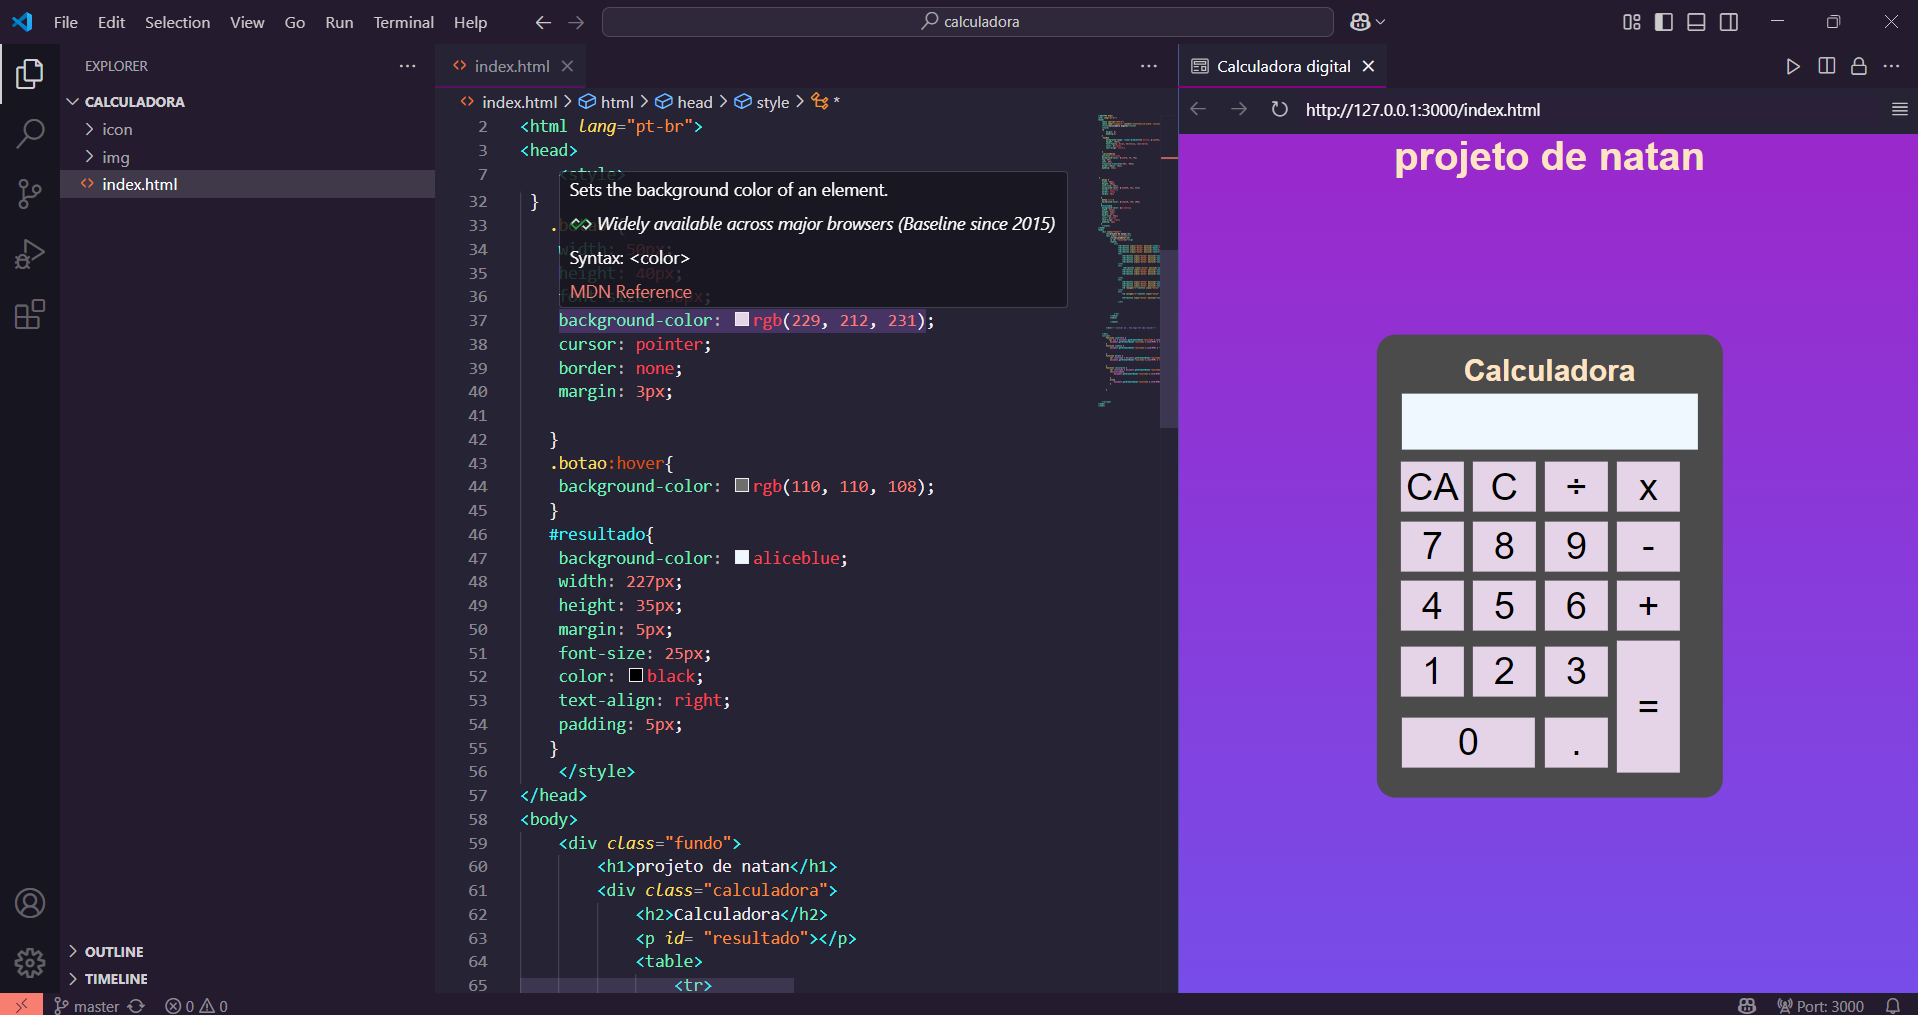 File Edit Selection View Go Run Terminal Help
calculadora
EXPLORER
CALCULADORA
icon
img
index.html
OUTLINE
TIMELINE
index.html
index.html > html > head > style > *
2 <html lang="pt-br">
3 <head>
7 <style>
32 }
33 .botao{
34 width: 50px;
35 height: 40px;
36 font-size: 30px;
Sets the background color of an element.
Widely available across major browsers (Baseline since 2015)
Syntax: <color>
MDN Reference
37 background-color: rgb(229, 212, 231);
38 cursor: pointer;
39 border: none;
40 margin: 3px;
41
42 }
43 .botao:hover{
44 background-color: rgb(110, 110, 108);
45 }
46 #resultado{
47 background-color: aliceblue;
48 width: 227px;
49 height: 35px;
50 margin: 5px;
51 font-size: 25px;
52 color: black;
53 text-align: right;
54 padding: 5px;
55 }
56 </style>
57 </head>
58 <body>
59 <div class="fundo">
60 <h1>projeto de natan</h1>
61 <div class="calculadora">
62 <h2>Calculadora</h2>
63 <p id= "resultado"></p>
64 <table>
65 <tr>
Calculadora digital
http://127.0.0.1:3000/index.html
projeto de natan
Calculadora
CA C ÷ x
7 8 9 -
4 5 6 +
1 2 3 =
0 .
master 0 0
Port: 3000